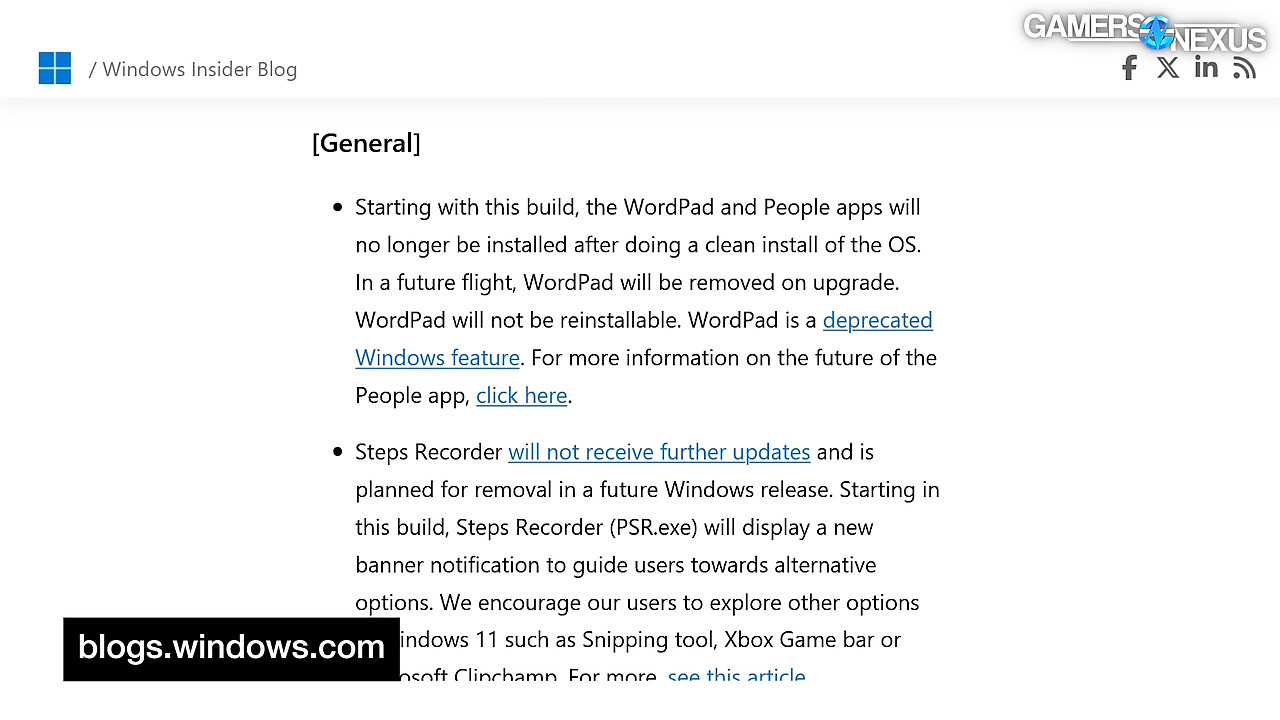 GAMERS NEXUS
/ Windows Insider Blog
[General]
Starting with this build, the WordPad and People apps will
no longer be installed after doing a clean install of the OS.
In a future flight, WordPad will be removed on upgrade.
WordPad will not be reinstallable. WordPad is a deprecated
Windows feature. For more information on the future of the
People app, click here.
Steps Recorder will not receive further updates and is
planned for removal in a future Windows release. Starting in
this build, Steps Recorder (PSR.exe) will display a new
banner notification to guide users towards alternative
options. We encourage our users to explore other options
11 such as Snipping tool, Xbox Game bar or
Clipchamp. For more, see this article
blogs.windows.com